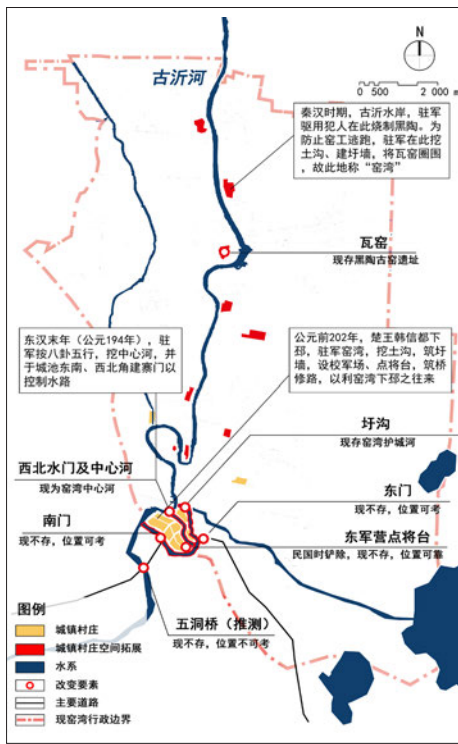 N
0 500 2 000 m
古沂河
秦汉时期，古沂水岸，驻军
驱用犯人在此烧制黑陶。为
防止窑工逃跑，驻军在此挖
土沟、建圩墙，将瓦窑圈围
，故此地称“窑湾”
瓦窑
现存黑陶古窑遗址
东汉末年（公元194年），驻
军按八卦五行，挖中心河，并
于城池东南、西北角建寨门以
控制水路
公元前202年，楚王韩信都下
邳，驻军窑湾，挖土沟，筑圩
墙，设校军场、点将台，筑桥
修路，以利窑湾下邳之往来
圩沟
现存窑湾护城河
西北水门及中心河
现为窑湾中心河
东门
现不存，位置可考
南门
现不存，位置可考
东军营点将台
民国时铲除，现不存，位置可靠
五洞桥（推测）
现不存，位置不可考
图例
城镇村庄
城镇村庄空间拓展
水系
改变要素
主要道路
现窑湾行政边界